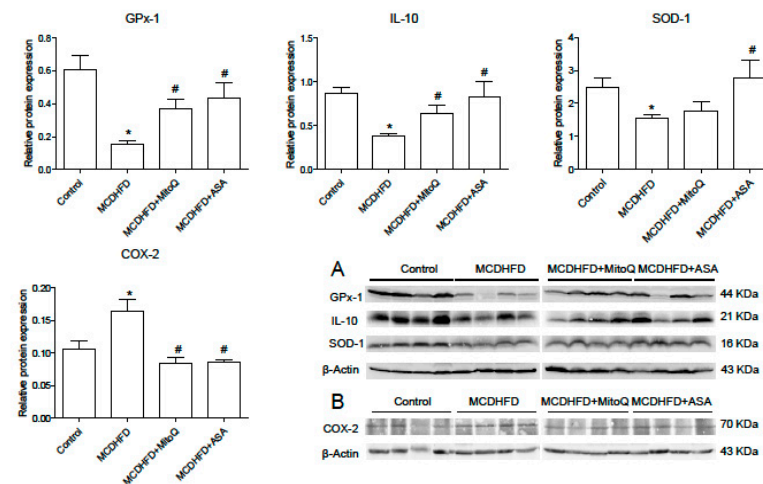 GPx-1
Relative protein expression
0.8
0.6
0.4
0.2
0.0
*
#
#
Control
MCDHFD
MCDHFD+MitoQ
MCDHFD+ASA
IL-10
Relative protein expression
1.5
1.0
0.5
0.0
*
#
#
Control
MCDHFD
MCDHFD+MitoQ
MCDHFD+ASA
SOD-1
Relative protein expression
4
3
2
1
0
*
#
Control
MCDHFD
MCDHFD+MitoQ
MCDHFD+ASA
COX-2
Relative protein expression
0.20
0.15
0.10
0.05
0.00
*
#
#
Control
MCDHFD
MCDHFD+MitoQ
MCDHFD+ASA
A
Control MCDHFD MCDHFD+MitoQ MCDHFD+ASA
GPx-1 44 KDa
IL-10 21 KDa
SOD-1 16 KDa
β-Actin 43 KDa
B
Control MCDHFD MCDHFD+MitoQ MCDHFD+ASA
COX-2 70 KDa
β-Actin 43 KDa